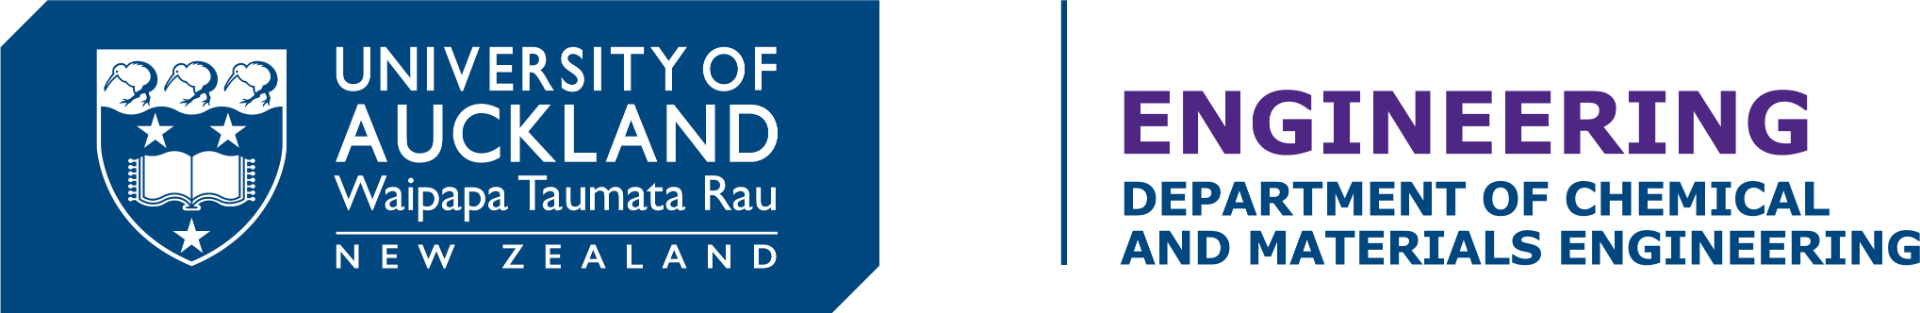 UNIVERSITY OF
AUCKLAND
Waipapa Taumata Rau
NEW ZEALAND
ENGINEERING
DEPARTMENT OF CHEMICAL
AND MATERIALS ENGINEERING